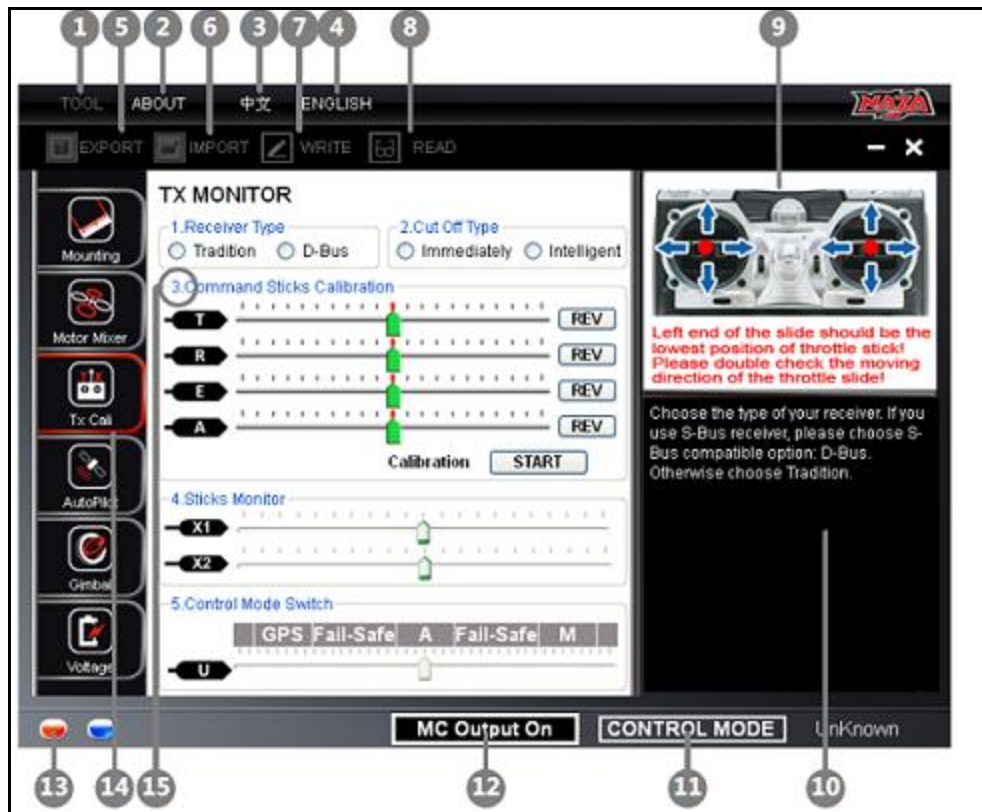 1 5 2 6 3 7 4 8 9
TOOL ABOUT 中文 ENGLISH
NAZA
EXPORT IMPORT WRITE READ
Mounting
Motor Mixer
Tx Cali
AutoPilot
Gimbal
Voltage
TX MONITOR
1.Receiver Type
Tradition D-Bus
2.Cut Off Type
Immediately Intelligent
3.Command Sticks Calibration
T REV
R REV
E REV
A REV
Calibration START
4.Sticks Monitor
X1
X2
5.Control Mode Switch
GPS Fail-Safe A Fail-Safe M
U
Left end of the slide should be the
lowest position of throttle stick!
Please double check the moving
direction of the throttle slide!
Choose the type of your receiver. If you
use S-Bus receiver, please choose S-
Bus compatible option: D-Bus.
Otherwise choose Tradition.
MC Output On CONTROL MODE UnKnown
13 14 15 12 11 10